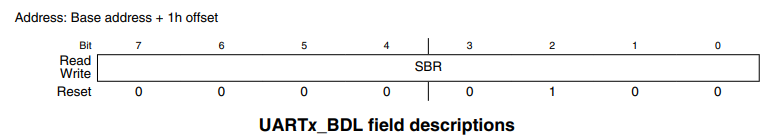 Address: Base address + 1h offset
Bit 7 6 5 4 3 2 1 0
Read
Write
SBR
Reset 0 0 0 0 0 1 0 0
UARTx_BDL field descriptions